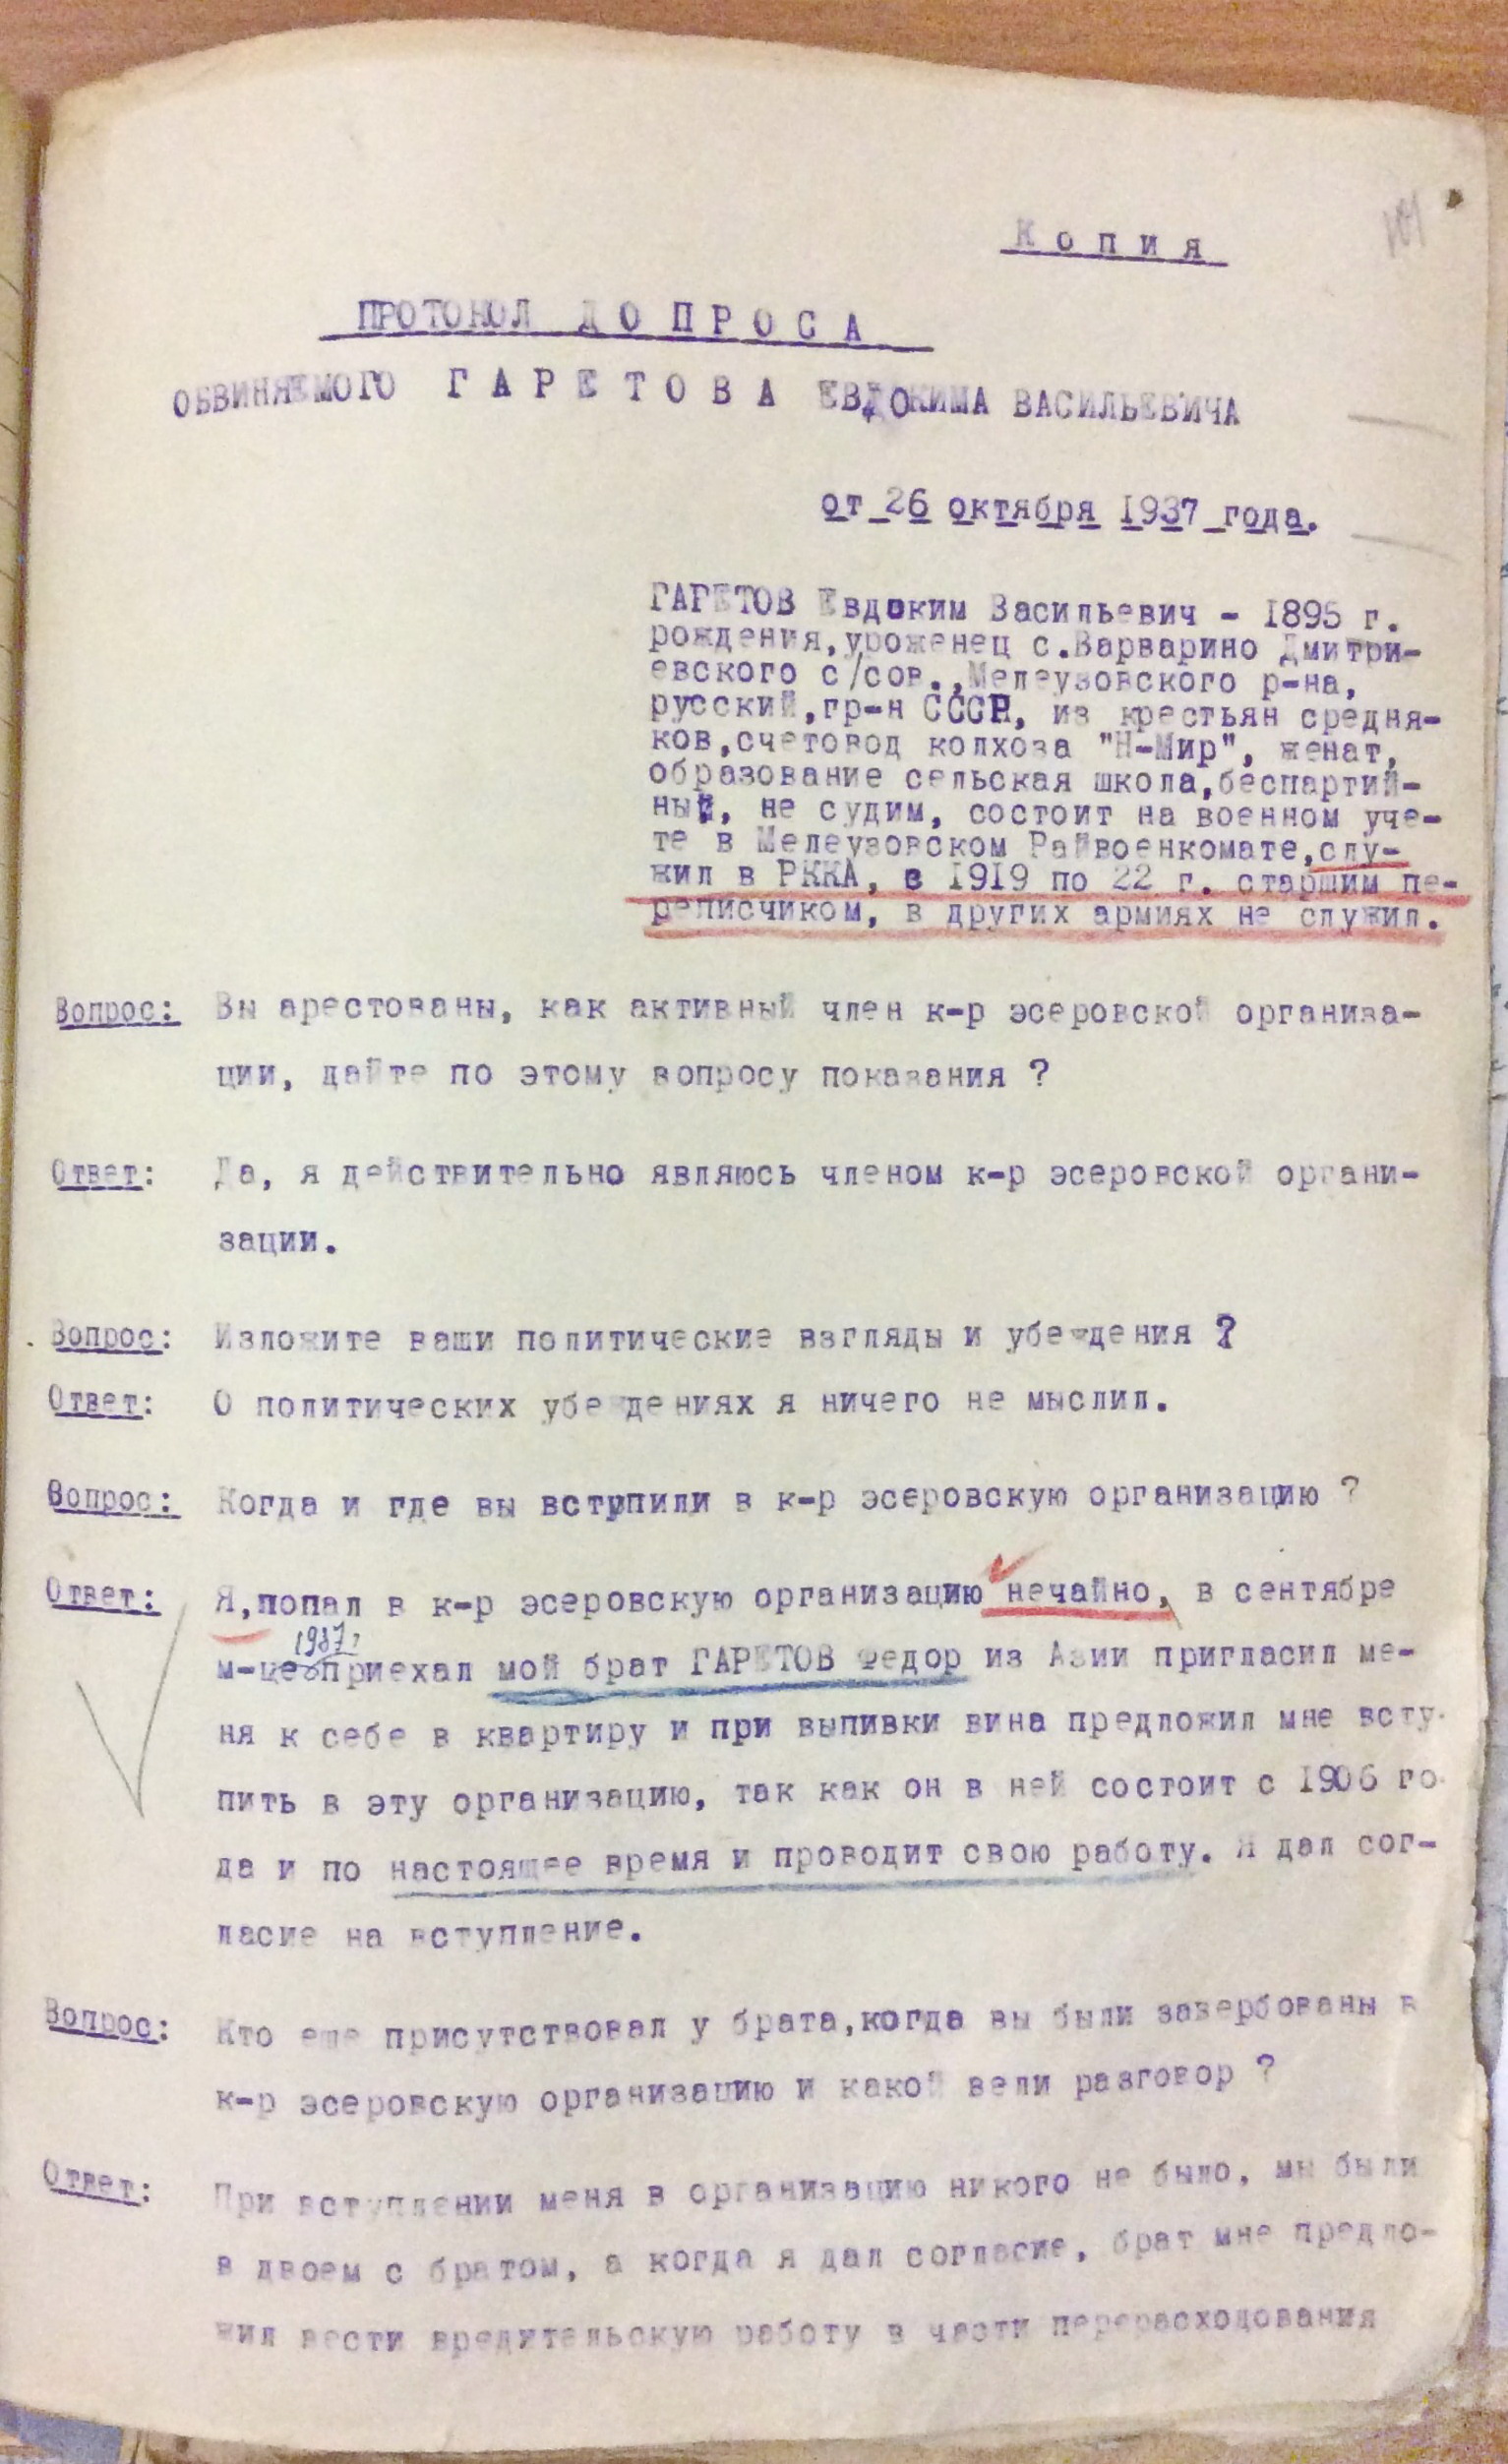 Копия
ПРОТОКОЛ ДОПРОСА
ОБВИНЯЕМОГО ГАРЕТОВА ЕВДОКИМА ВАСИЛЬЕВИЧА
от 26 октября 1937 года.
ГАРЕТОВ Евдоким Васильевич - 1895 г.
рождения,уроженец с.Варварино Дмитри-
евского с/сов.,Мелеузовского р-на,
русский,гр-н СССР, из крестьян средня-
ков,счетовод колхоза "Н-Мир", женат,
образование сельская школа,беспартий-
ный, не судим, состоит на военном уче-
те в Мелеузовском Райвоенкомате,слу-
жил в РККА, с 1919 по 22 г. старшим пе-
реписчиком, в других армиях не служил.
Вопрос: Вы арестованы, как активный член к-р эсеровской организа-
ции, дайте по этому вопросу показания ?
Ответ: Да, я действительно являюсь членом к-р эсеровской органи-
зации.
Вопрос: Изложите ваши политические взгляды и убеждения ?
Ответ: О политических убеждениях я ничего не мыслил.
Вопрос: Когда и где вы вступили в к-р эсеровскую организацию ?
Ответ: Я,попал в к-р эсеровскую организацию нечайно, в сентябре
1937г
м-це приехал мой брат ГАРЕТОВ Федор из Азии пригласил ме-
ня к себе в квартиру и при выпивки вина предложил мне всту-
пить в эту организацию, так как он в ней состоит с 1906 го-
да и по настоящее время и проводит свою работу. Я дал сог-
ласие на вступление.
Вопрос: Кто еще присутствовал у брата,когда вы были завербованы в
к-р эсеровскую организацию и какой вели разговор ?
Ответ: При вступлении меня в организацию никого не было, мы были
в двоем с братом, а когда я дал согласие, брат мне предло-
жил вести вредительскую работу в части перерасходования